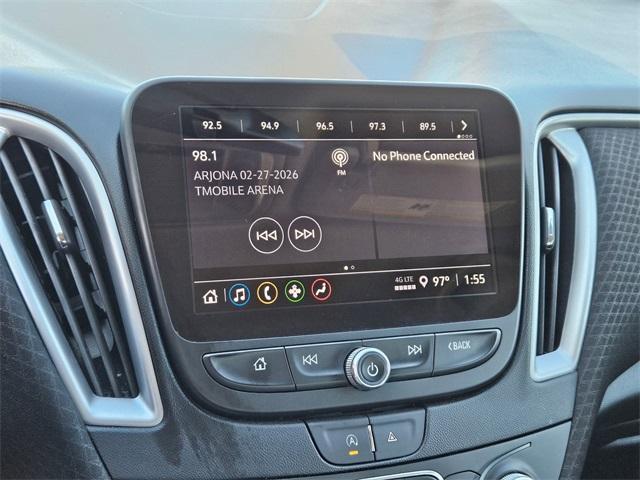 92.5 94.9 96.5 97.3 89.5
98.1
FM
No Phone Connected
ARJONA 02-27-2026
TMOBILE ARENA
4G LTE
97° 1:55
BACK
A